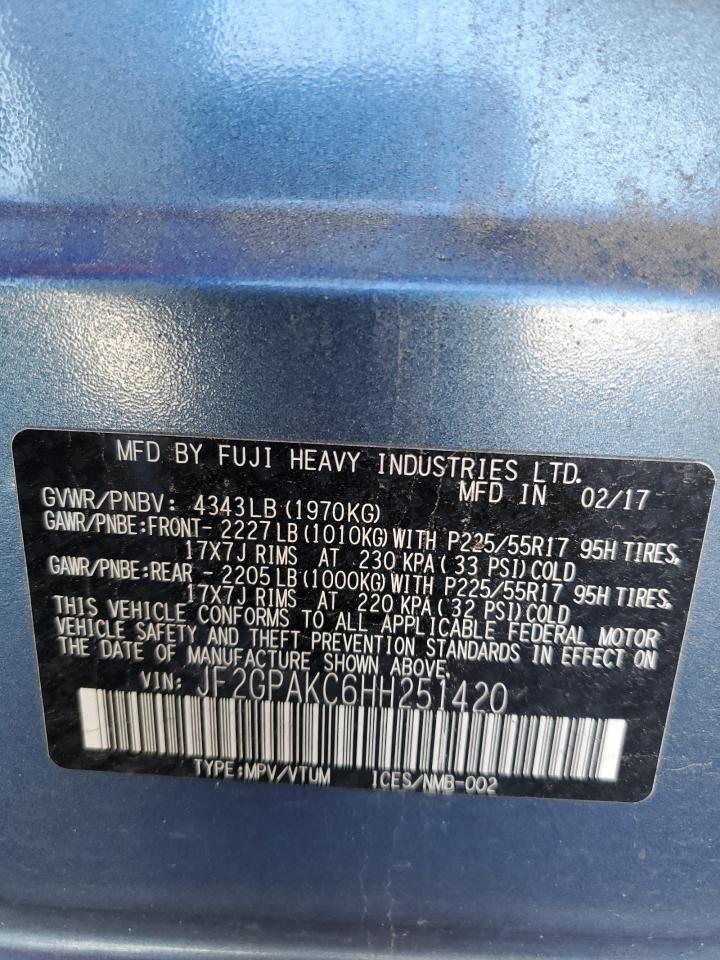 MFD BY FUJI HEAVY INDUSTRIES LTD.
MFD IN 02/17
GVWR/PNBV: 4343LB (1970KG)
GAWR/PNBE:FRONT- 2227LB (1010KG) WITH P225/55R17 95H TIRES,
17X7J RIMS AT 230 KPA ( 33 PSI) COLD
GAWR/PNBE:REAR - 2205LB (1000KG) WITH P225/55R17 95H TIRES,
17X7J RIMS AT 220 KPA ( 32 PSI) COLD
THIS VEHICLE CONFORMS TO ALL APPLICABLE FEDERAL MOTOR
VEHICLE SAFETY AND THEFT PREVENTION STANDARDS IN EFFECT ON
THE DATE OF MANUFACTURE SHOWN ABOVE.
VIN: JF2GPAKC6HH251420
TYPE:MPV/VTUM ICES/NMB-002